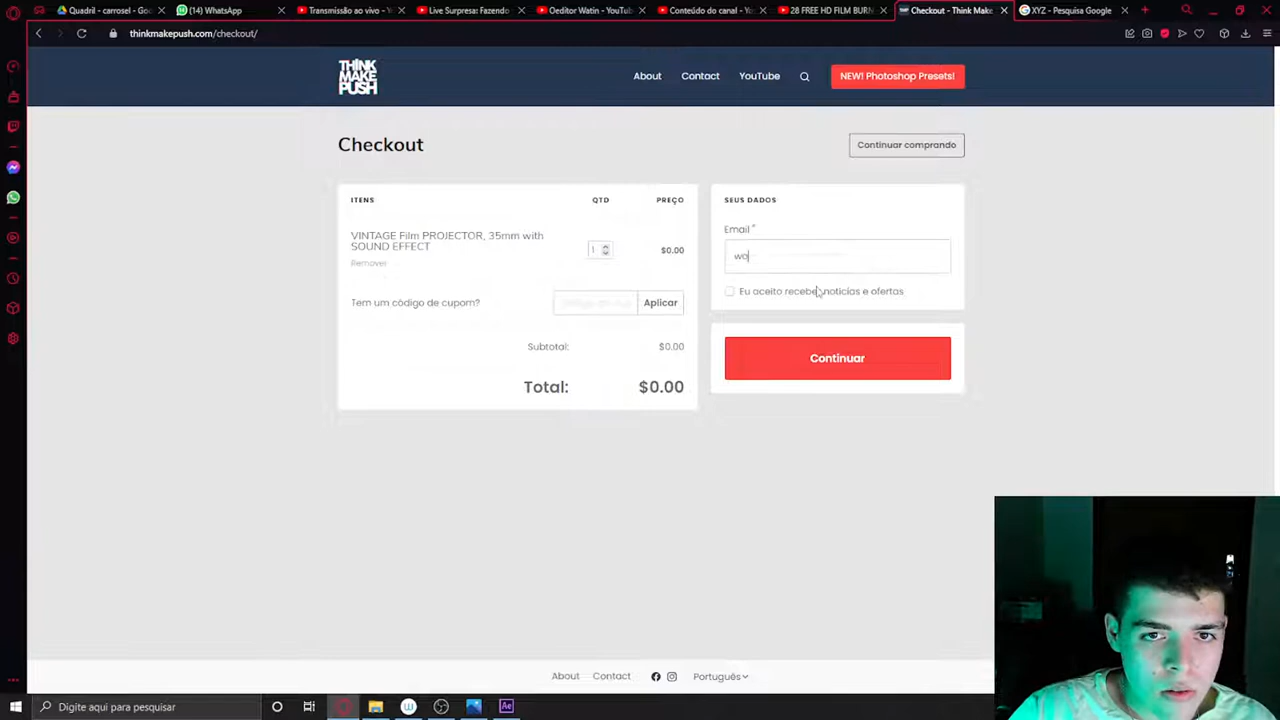 Quadril - carrosel - Goo
(14) WhatsApp
Transmissão ao vivo - Yo
Live Surpresa: Fazendo
Oeditor Watin - YouTub
Conteúdo do canal - Yo
28 FREE HD FILM BURN
Checkout - Think Make
XYZ - Pesquisa Google
thinkmakepush.com/checkout/
THINK
MAKE
PUSH
About
Contact
YouTube
NEW! Photoshop Presets!
Checkout
Continuar comprando
ITENS
QTD
PREÇO
SEUS DADOS
Email *
VINTAGE Film PROJECTOR, 35mm with
SOUND EFFECT
1
$0.00
wo
Remover
Eu aceito receber notícias e ofertas
Tem um código de cupom?
Aplicar
Subtotal:
$0.00
Continuar
Total:
$0.00
About
Contact
Português
Digite aqui para pesquisar
Ae